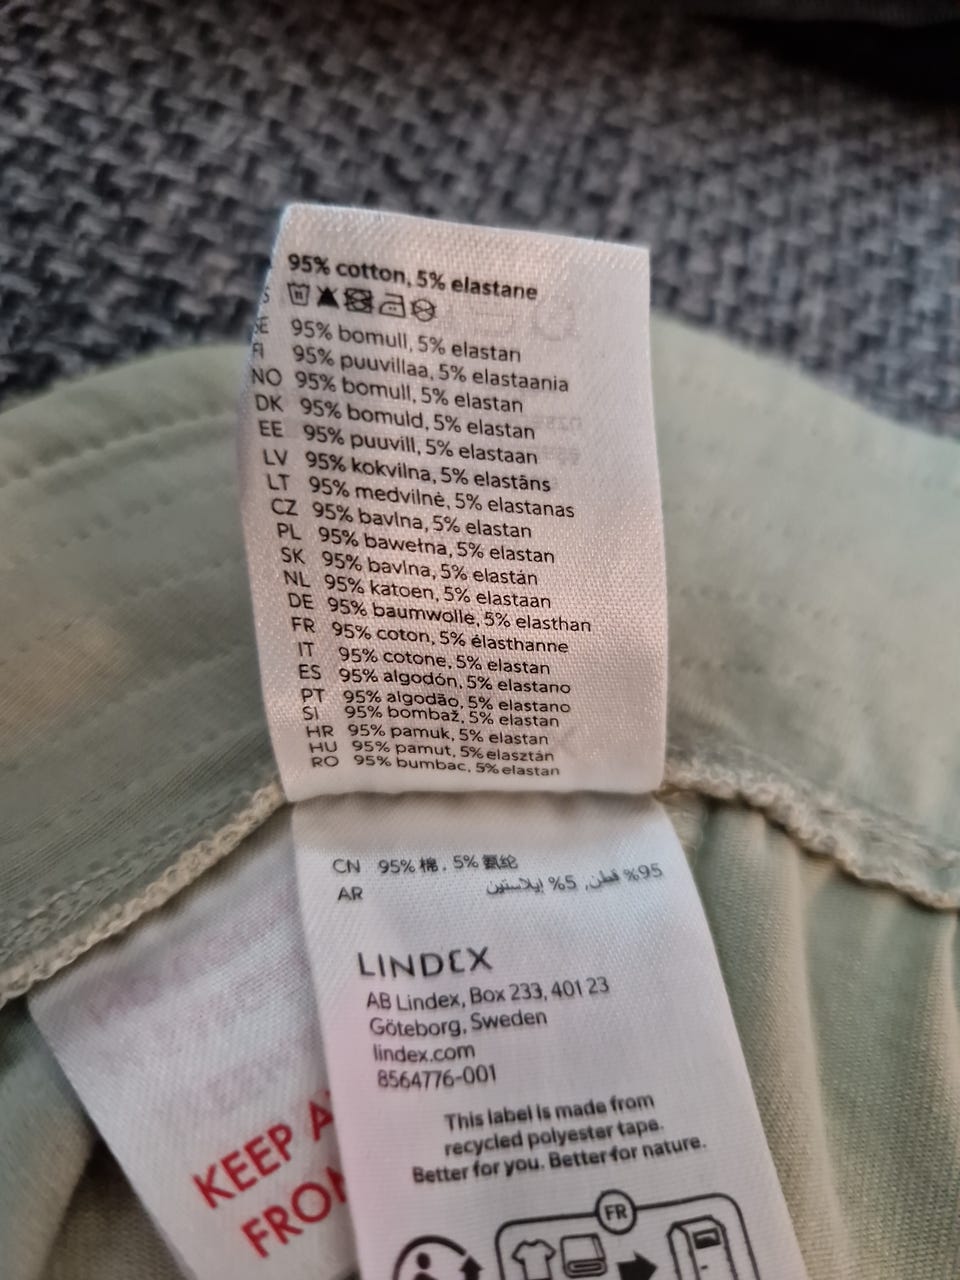 95% cotton, 5% elastane
SE 95% bomull, 5% elastan
FI 95% puuvillaa, 5% elastaania
NO 95% bomull, 5% elastan
DK 95% bomuld, 5% elastan
EE 95% puuvill, 5% elastaan
LV 95% kokvilna, 5% elastāns
LT 95% medvilnė, 5% elastanas
CZ 95% bavlna, 5% elastan
PL 95% bawełna, 5% elastan
SK 95% bavlna, 5% elastán
NL 95% katoen, 5% elastaan
DE 95% baumwolle, 5% elasthan
FR 95% coton, 5% élasthanne
IT 95% cotone, 5% elastan
ES 95% algodón, 5% elastano
PT 95% algodão, 5% elastano
SI 95% bombaž, 5% elastan
HR 95% pamuk, 5% elastan
HU 95% pamut, 5% elasztán
RO 95% bumbac, 5% elastan
CN 95% 棉, 5% 氨纶
AR 95% قطن, 5% إيلاستين
LINDEX
AB Lindex, Box 233, 401 23
Göteborg, Sweden
lindex.com
8564776-001
This label is made from
recycled polyester tape.
Better for you. Better for nature.
FR
KEEP
FROM